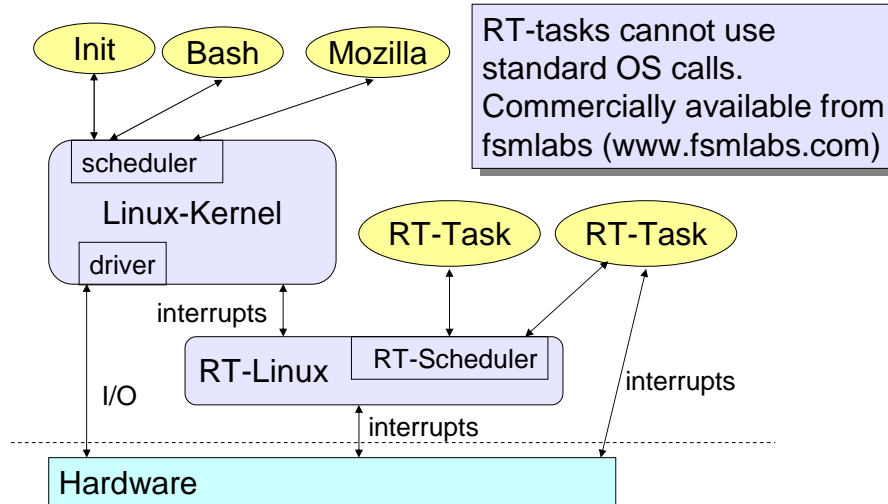 Init
Bash
Mozilla
RT-tasks cannot use
standard OS calls.
Commercially available from
fsmlabs (www.fsmlabs.com)
scheduler
Linux-Kernel
driver
RT-Task
RT-Task
interrupts
RT-Linux
RT-Scheduler
I/O
interrupts
interrupts
Hardware